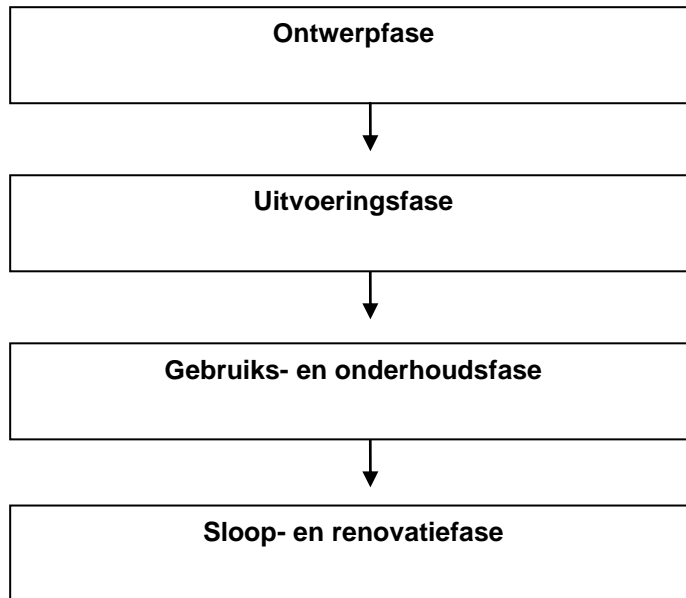 Ontwerpfase
Uitvoeringsfase
Gebruiks- en onderhoudsfase
Sloop- en renovatiefase